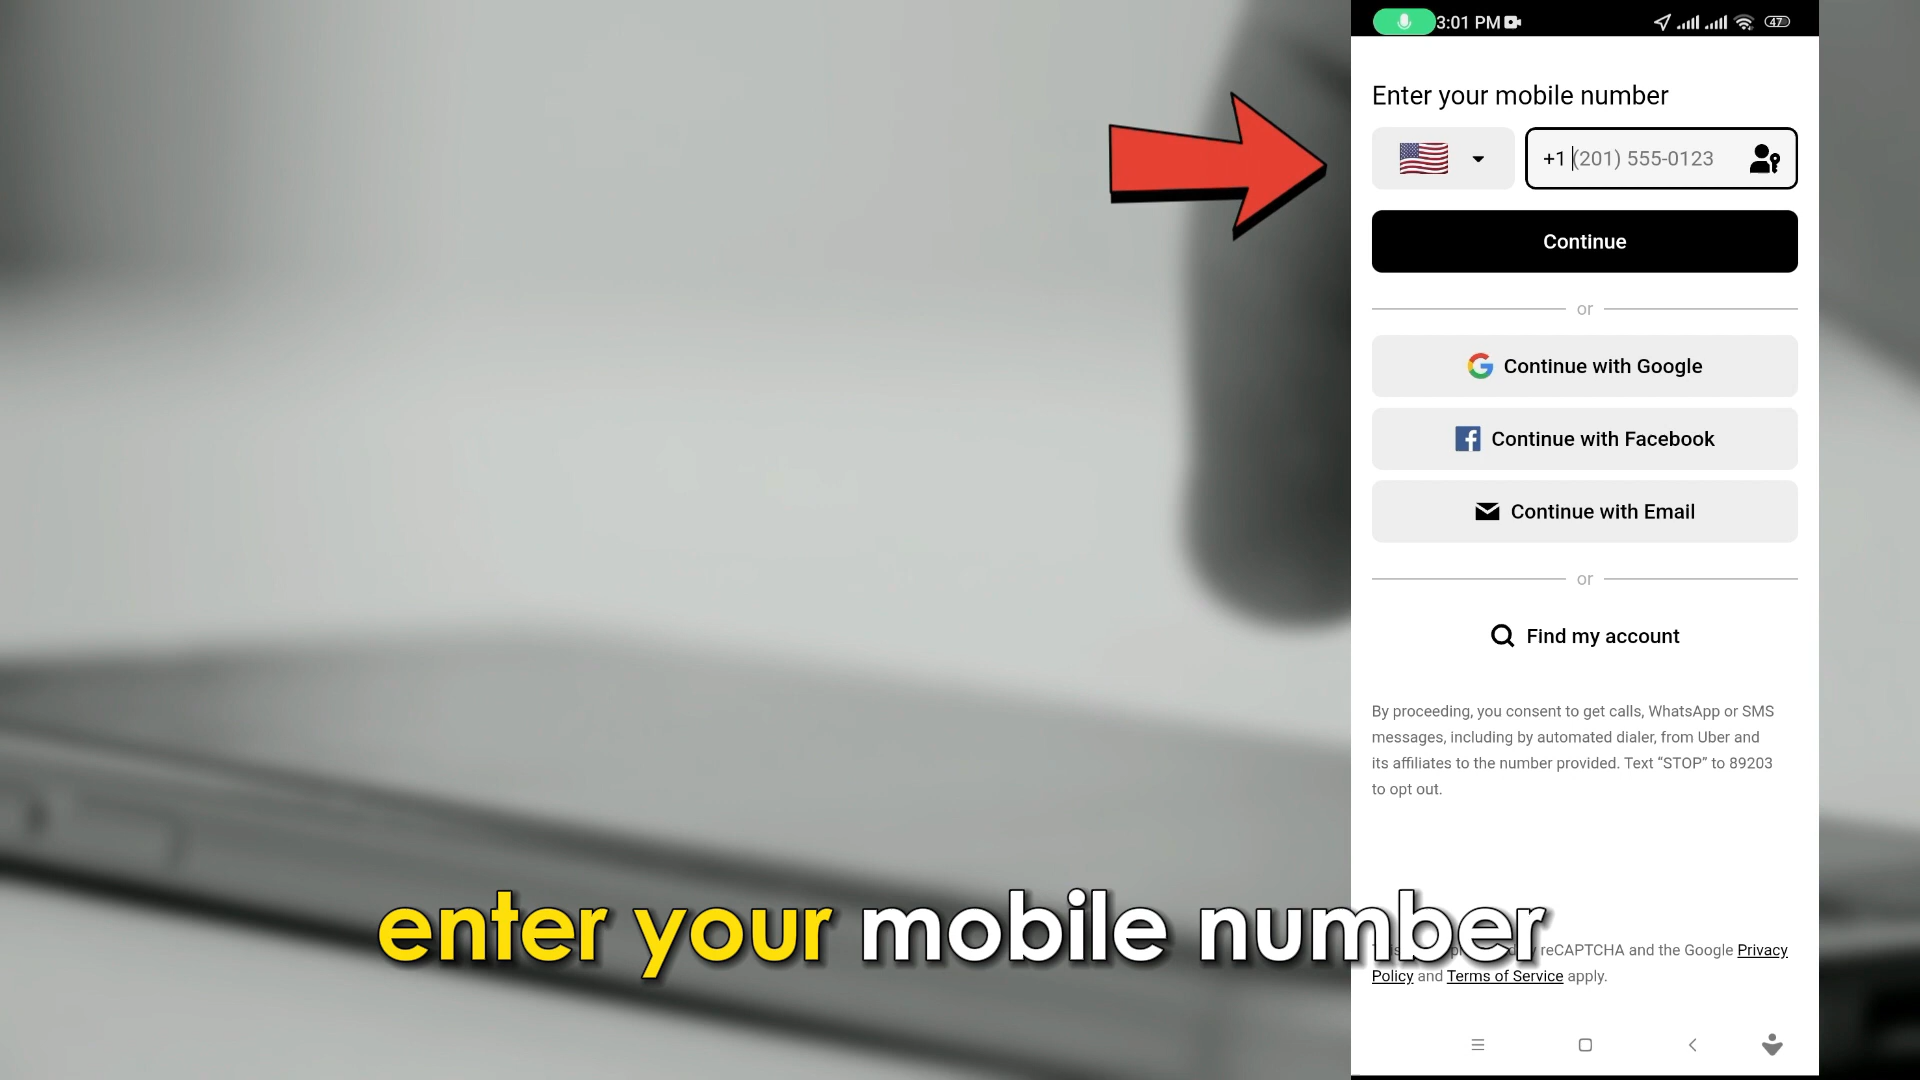 3:01 PM
47
Enter your mobile number
+1 (201) 555-0123
Continue
or
Continue with Google
Continue with Facebook
Continue with Email
or
Find my account
By proceeding, you consent to get calls, WhatsApp or SMS
messages, including by automated dialer, from Uber and
its affiliates to the number provided. Text “STOP” to 89203
to opt out.
enter your mobile number
reCAPTCHA and the Google Privacy
Policy and Terms of Service apply.